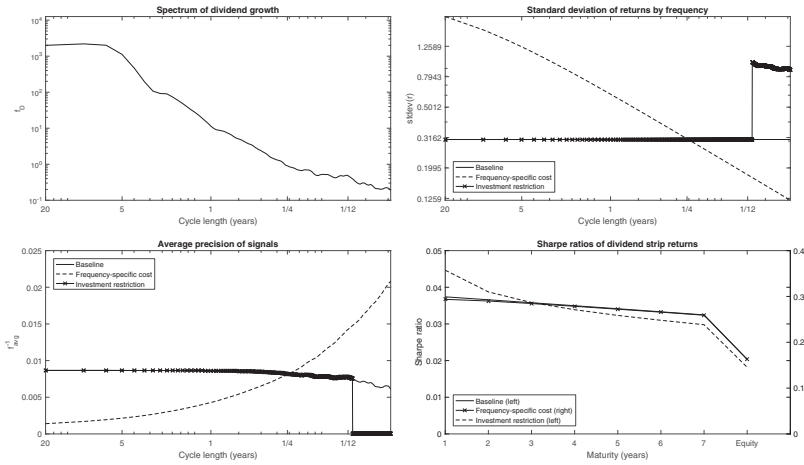 Spectrum of dividend growth
10^4
10^3
10^2
10^1
10^0
10^-1
f_D
20 5 1 1/4 1/12
Cycle length (years)
Standard deviation of returns by frequency
1.2589
0.7943
0.5012
0.3162
0.1995
0.1259
stdev(r)
Baseline
Frequency-specific cost
Investment restriction
20 5 1 1/4 1/12
Cycle length (years)
Average precision of signals
0.025
0.02
0.015
0.01
0.005
0
f^-1_avg
Baseline
Frequency-specific cost
Investment restriction
20 5 1 1/4 1/12
Cycle length (years)
Sharpe ratios of dividend strip returns
0.05
0.04
0.03
0.02
0.01
0.00
Sharpe ratio
0.4
0.3
0.2
0.1
0.0
Baseline (left)
Frequency-specific cost (right)
Investment restriction (left)
1 2 3 4 5 6 7 Equity
Maturity (years)